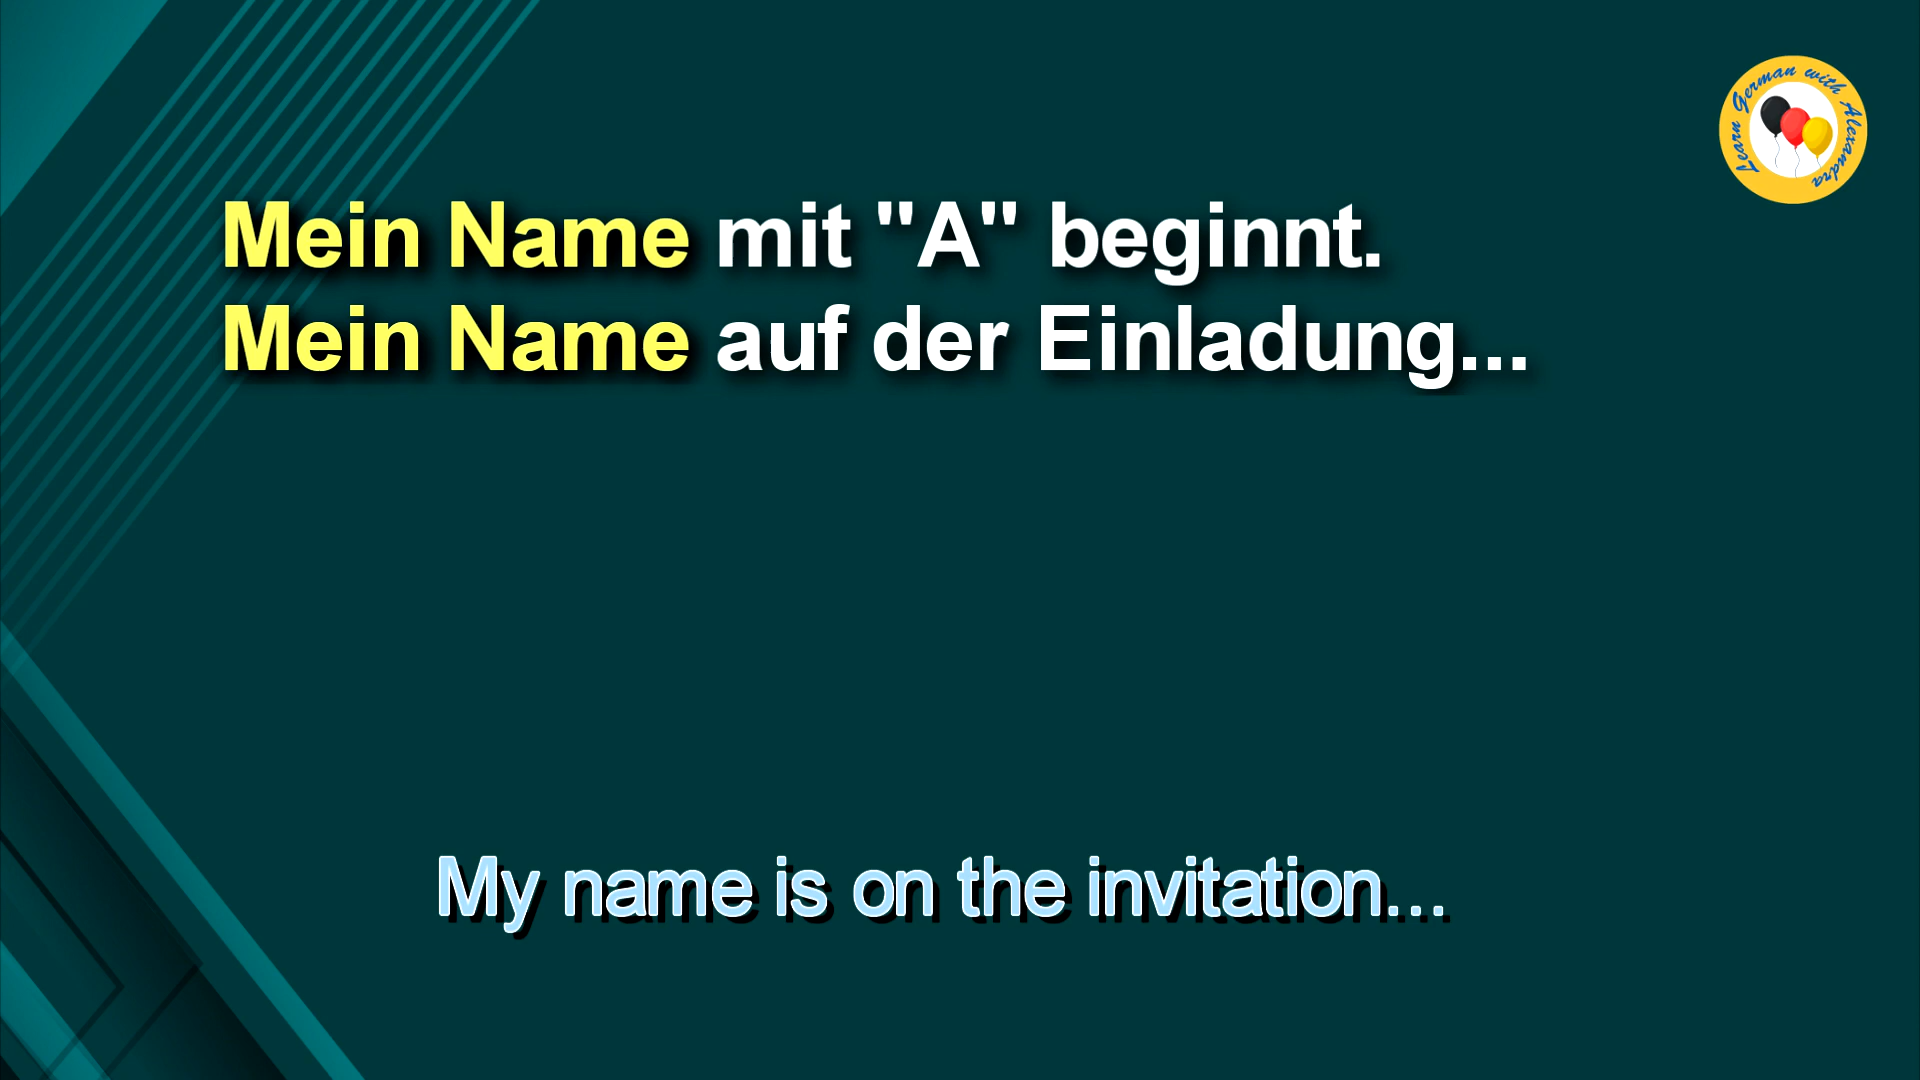 Learn German with Alexandra
Mein Name mit "A" beginnt.
Mein Name auf der Einladung...
My name is on the invitation...